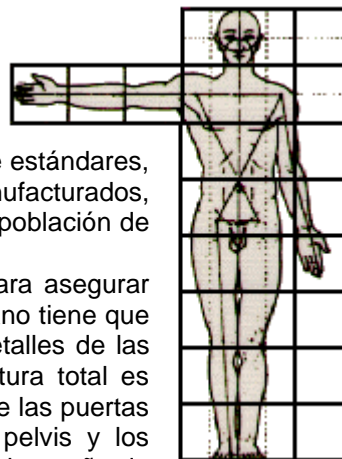 e estándares,
nufacturados,
población de
ara asegurar
no tiene que
etalles de las
tura total es
e las puertas
pelvis y los